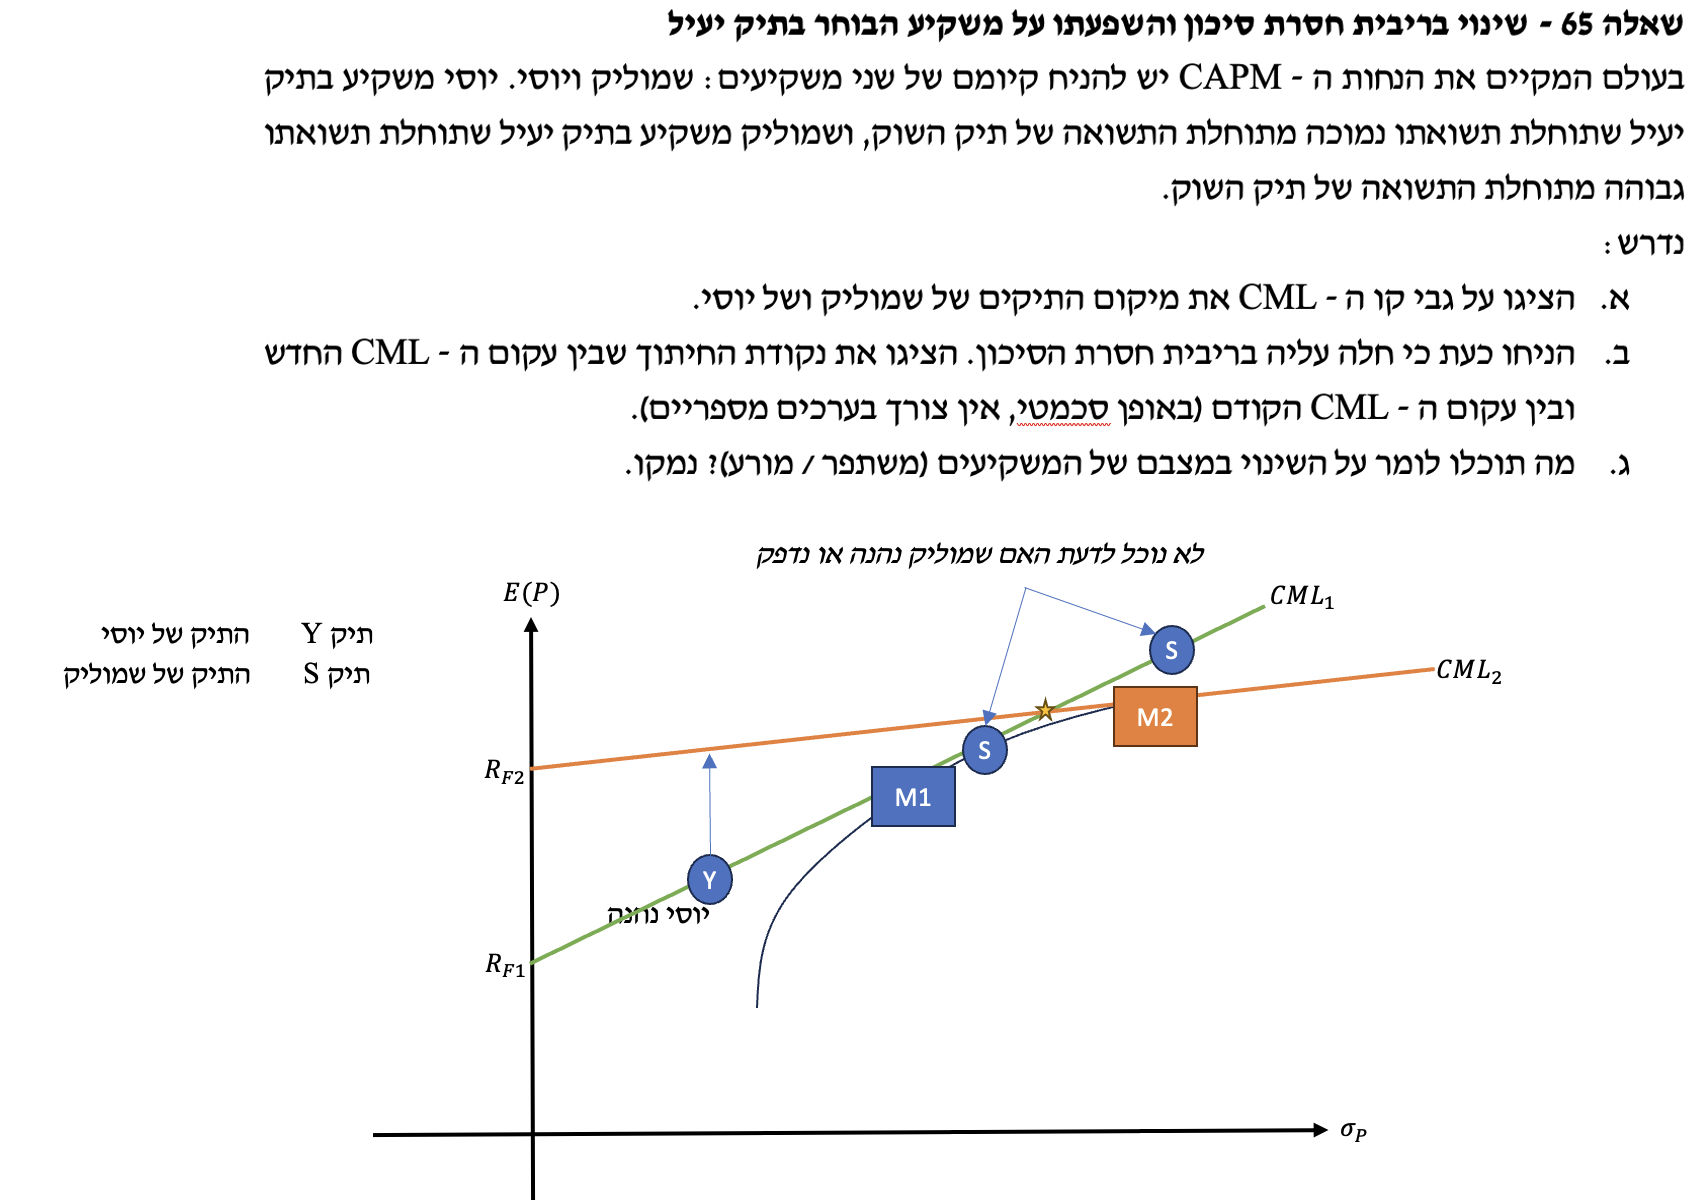 שאלה 65 - שינוי בריבית חסרת סיכון והשפעתו על משקיע הבוחר בתיק יעיל
בעולם המקיים את הנחות ה - CAPM יש להניח קיומם של שני משקיעים: שמוליק ויוסי. יוסי משקיע בתיק
יעיל שתוחלת תשואתו נמוכה מתוחלת התשואה של תיק השוק, ושמוליק משקיע בתיק יעיל שתוחלת תשואתו
גבוהה מתוחלת התשואה של תיק השוק.
נדרש:
א. הציגו על גבי קו ה - CML את מיקום התיקים של שמוליק ושל יוסי.
ב. הניחו כעת כי חלה עליה בריבית חסרת הסיכון. הציגו את נקודת החיתוך שבין עקום ה - CML החדש
ובין עקום ה - CML הקודם (באופן סכמטי, אין צורך בערכים מספריים).
ג. מה תוכלו לומר על השינוי במצבם של המשקיעים (משתפר / מורע)? נמקו.
לא נוכל לדעת האם שמוליק נהנה או נדפק
E(P)
CML₁
תיק Y התיק של יוסי
תיק S התיק של שמוליק
S
CML₂
M2
S
R_F2
M1
Y
יוסי נהנה
R_F1
σ_P